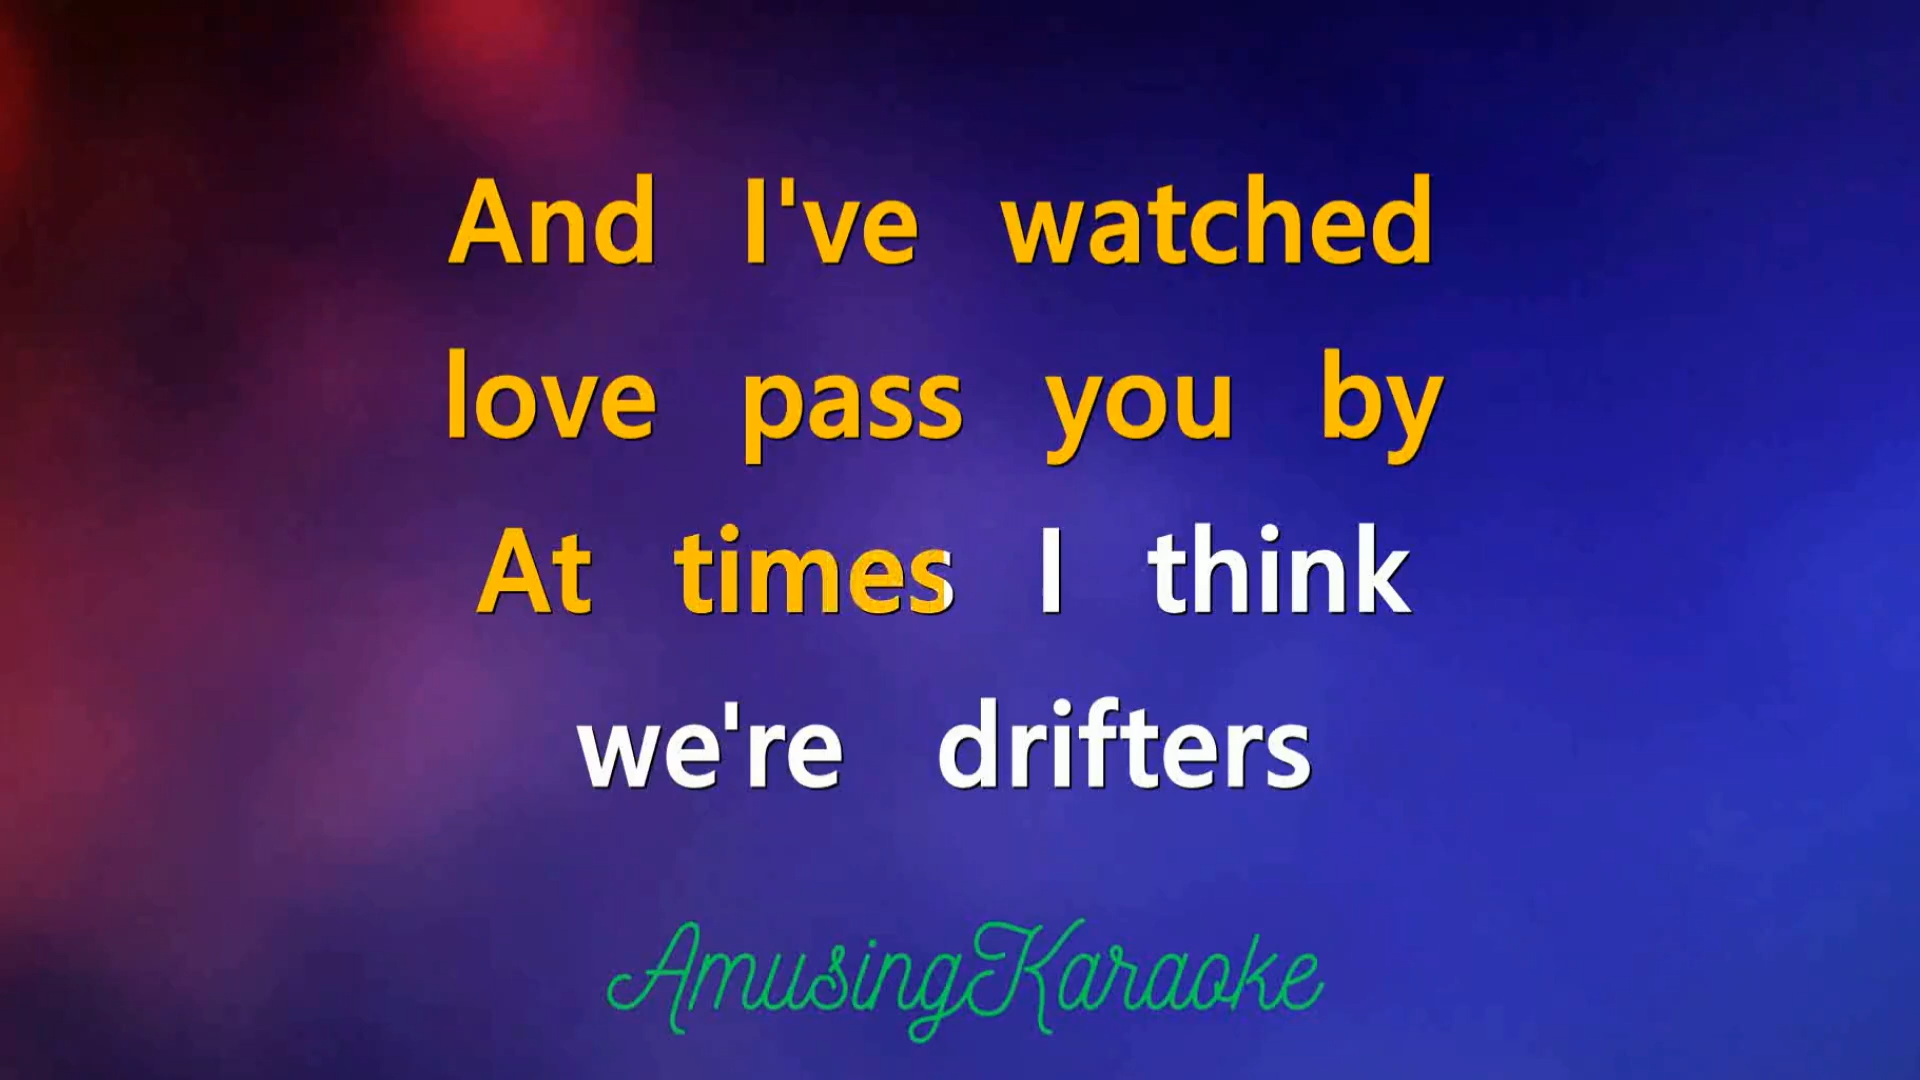 And I've watched
love pass you by
At times I think
we're drifters
AmusingKaraoke